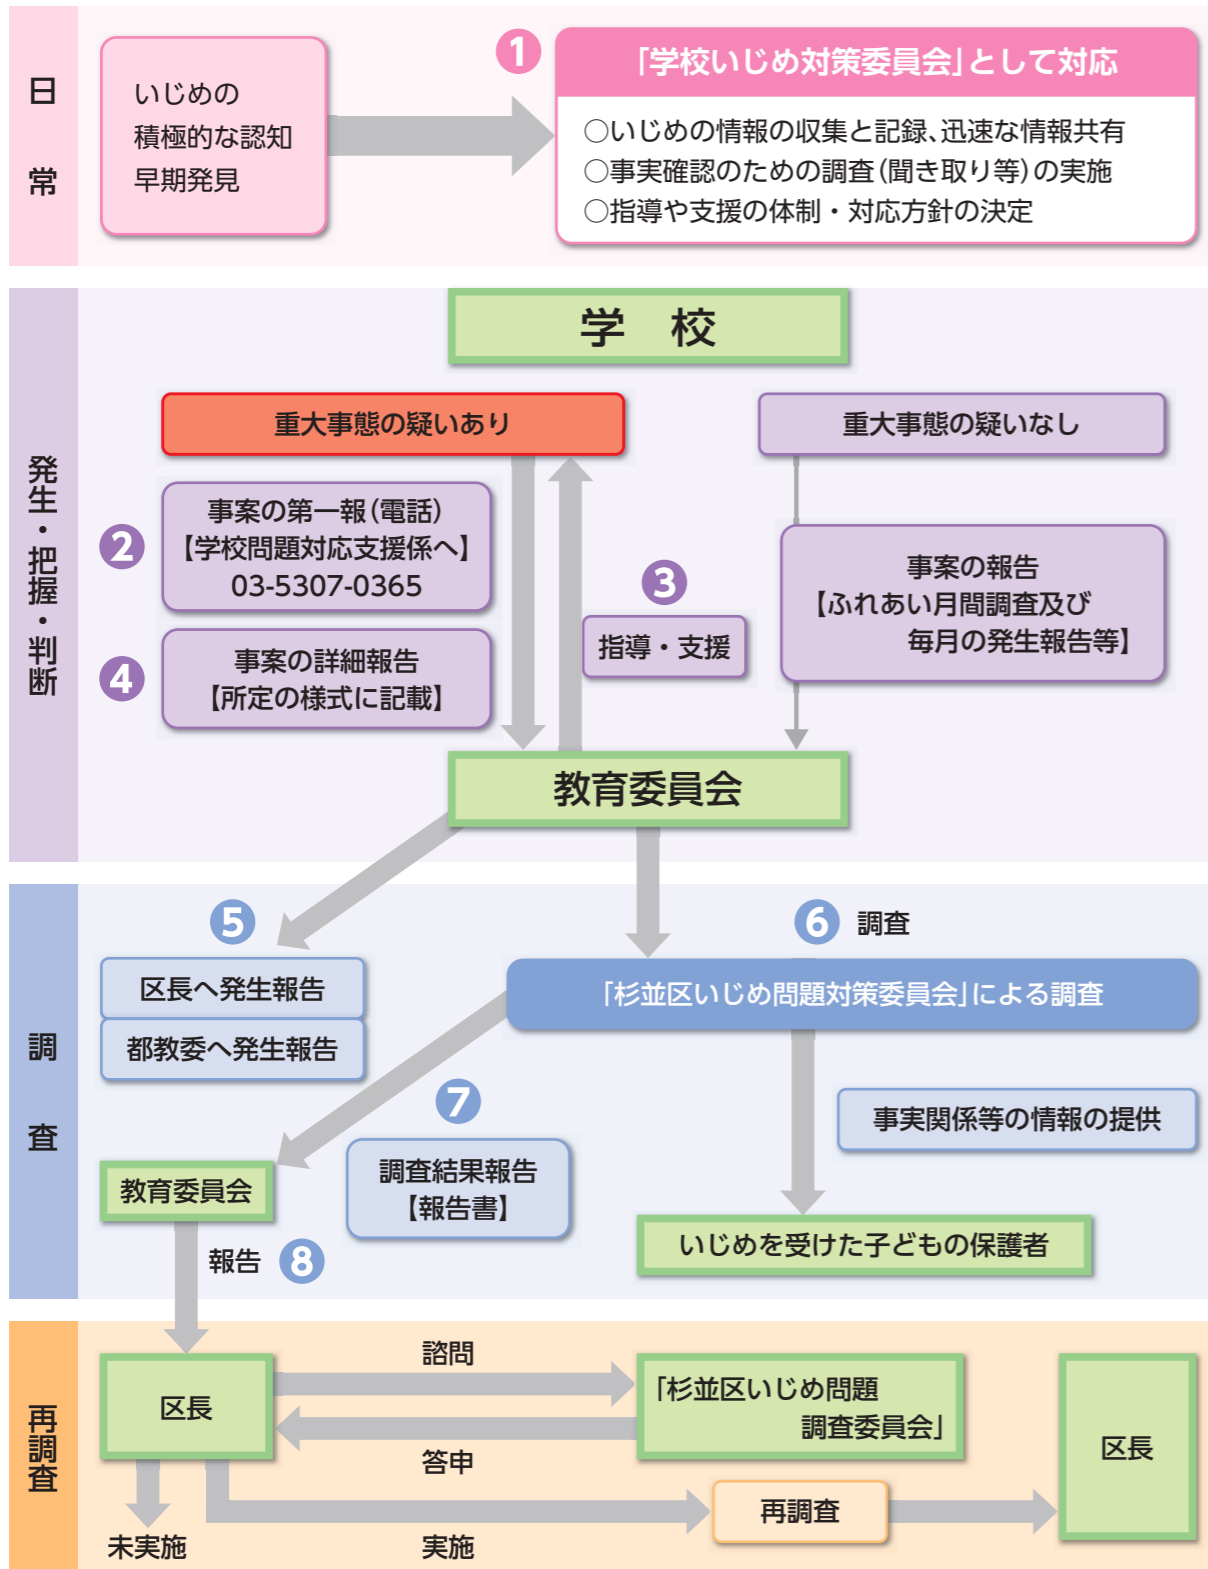 日常
いじめの
積極的な認知
早期発見
1
「学校いじめ対策委員会」として対応
○いじめの情報の収集と記録、迅速な情報共有
○事実確認のための調査(聞き取り等)の実施
○指導や支援の体制・対応方針の決定
発生・把握・判断
学 校
重大事態の疑いあり
重大事態の疑いなし
2
事案の第一報(電話)
【学校問題対応支援係へ】
03-5307-0365
3
指導・支援
事案の報告
【ふれあい月間調査及び
毎月の発生報告等】
4
事案の詳細報告
【所定の様式に記載】
教育委員会
調査
5
区長へ発生報告
都教委へ発生報告
6
調査
「杉並区いじめ問題対策委員会」による調査
7
調査結果報告
【報告書】
事実関係等の情報の提供
教育委員会
いじめを受けた子どもの保護者
報告
8
再調査
区長
諮問
「杉並区いじめ問題
調査委員会」
答申
区長
再調査
未実施
実施